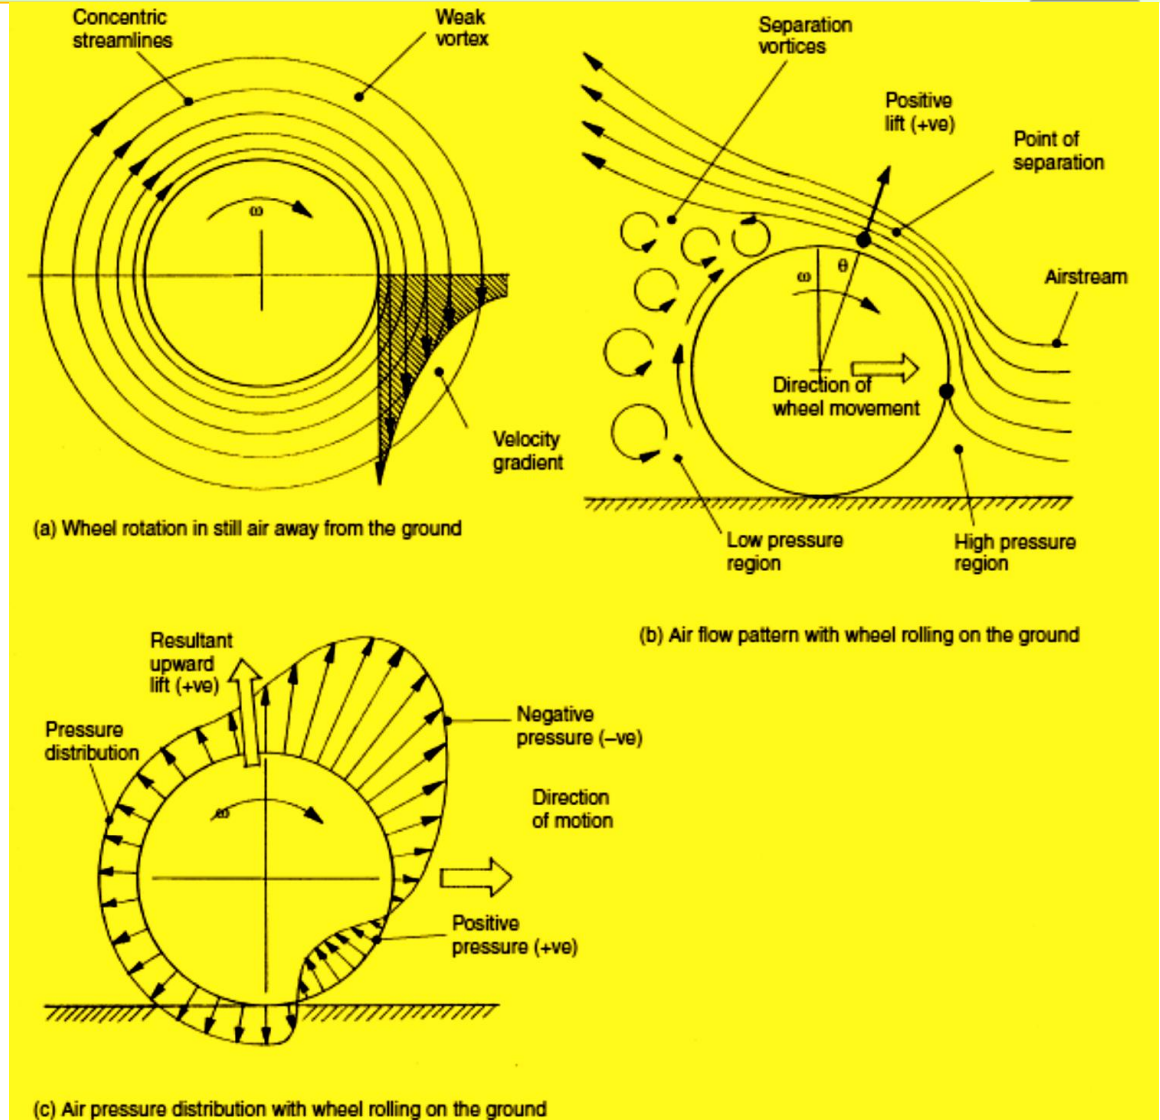 Concentric
streamlines
Weak
vortex
ω
Velocity
gradient
(a) Wheel rotation in still air away from the ground
Separation
vortices
Positive
lift (+ve)
Point of
separation
Airstream
ω
θ
Direction of
wheel movement
Low pressure
region
High pressure
region
(b) Air flow pattern with wheel rolling on the ground
Resultant
upward
lift (+ve)
Pressure
distribution
Negative
pressure (–ve)
ω
Direction
of motion
Positive
pressure (+ve)
(c) Air pressure distribution with wheel rolling on the ground